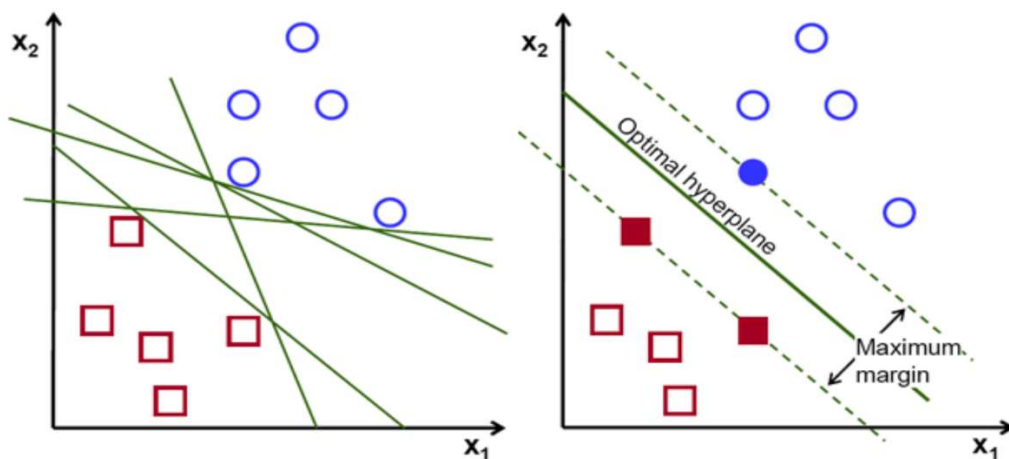 x₂
x₁
x₂
Optimal hyperplane
Maximum
margin
x₁